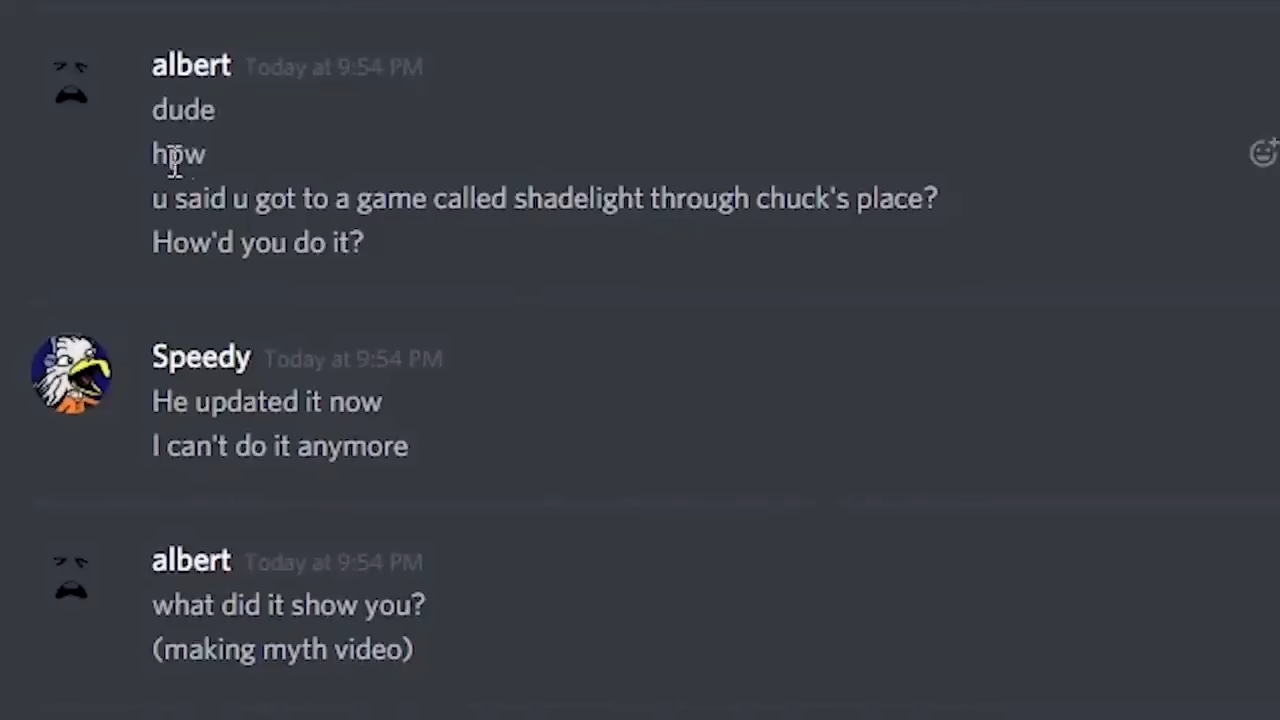 albert Today at 9:54 PM
dude
how
u said u got to a game called shadelight through chuck's place?
How'd you do it?
Speedy Today at 9:54 PM
He updated it now
I can't do it anymore
albert Today at 9:54 PM
what did it show you?
(making myth video)